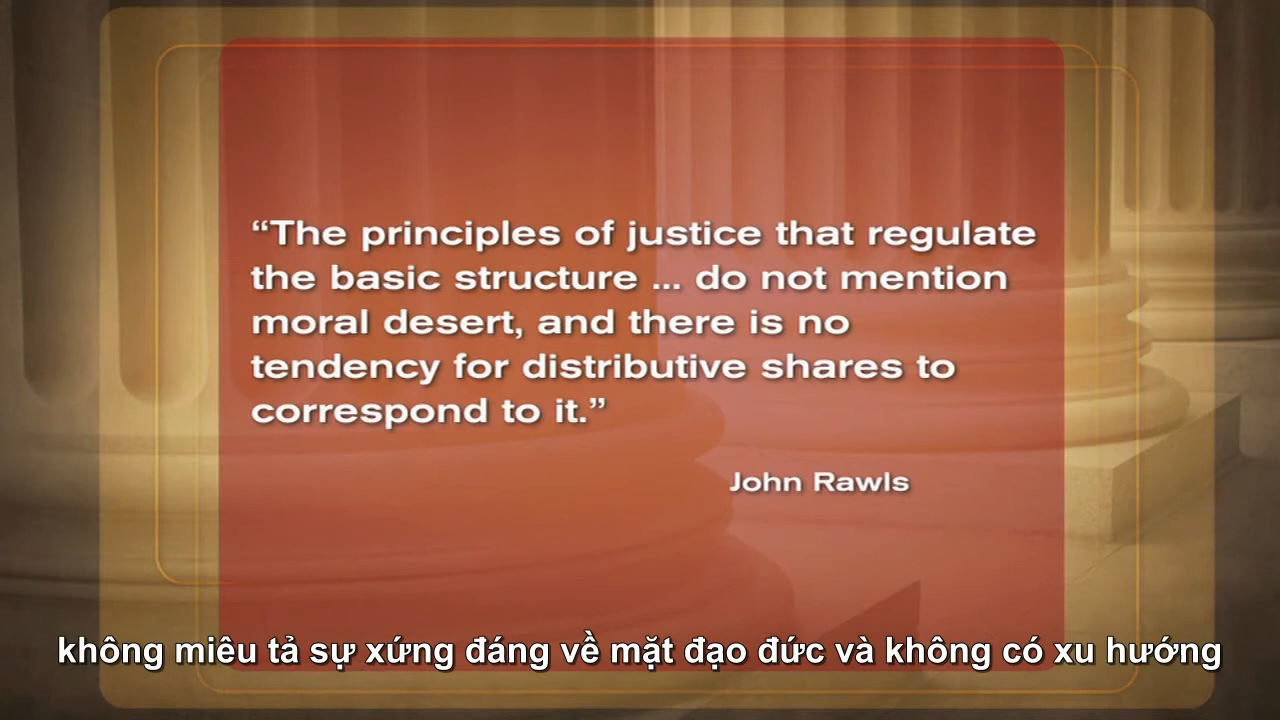 “The principles of justice that regulate
the basic structure ... do not mention
moral desert, and there is no
tendency for distributive shares to
correspond to it.”
John Rawls
không miêu tả sự xứng đáng về mặt đạo đức và không có xu hướng